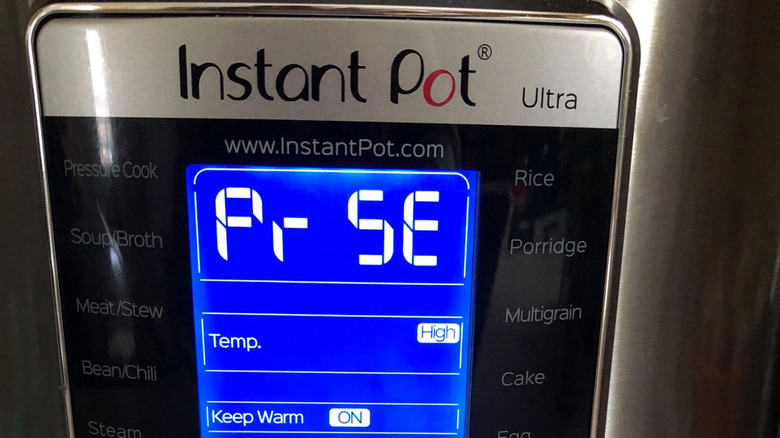 Instant Pot® Ultra
www.InstantPot.com
Pressure Cook
Soup/Broth
Meat/Stew
Bean/Chili
Steam
Pr SE
Temp. High
Keep Warm ON
Rice
Porridge
Multigrain
Cake
Egg